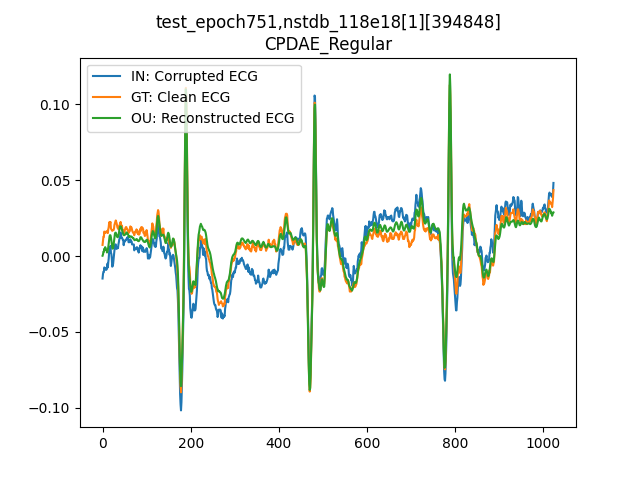 test_epoch751,nstdb_118e18[1][394848]
CPDAE_Regular
IN: Corrupted ECG
GT: Clean ECG
OU: Reconstructed ECG
0.10
0.05
0.00
−0.05
−0.10
0 200 400 600 800 1000